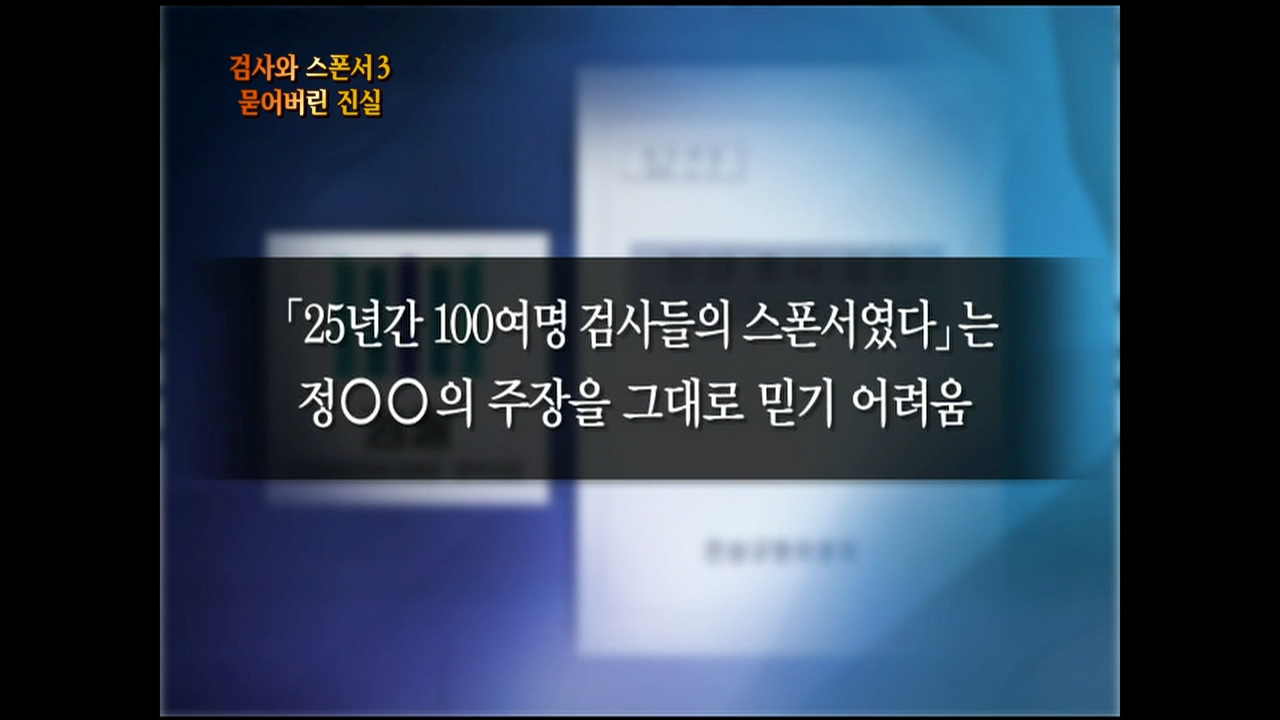 검사와 스폰서3
묻어버린 진실
「25년간 100여명 검사들의 스폰서였다」는
정○○의 주장을 그대로 믿기 어려움